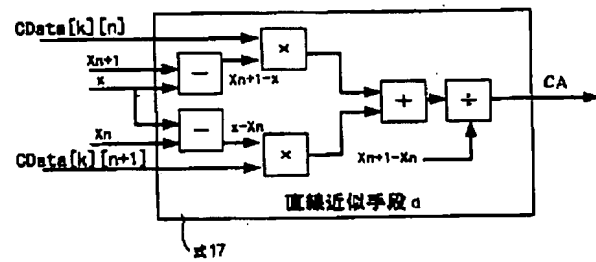 CData[k][n]
×
Xn+1
−
x
Xn+1-x
+
÷
CA
−
x-Xn
Xn
×
Xn+1-Xn
CData[k][n+1]
直線近似手段 d
式17